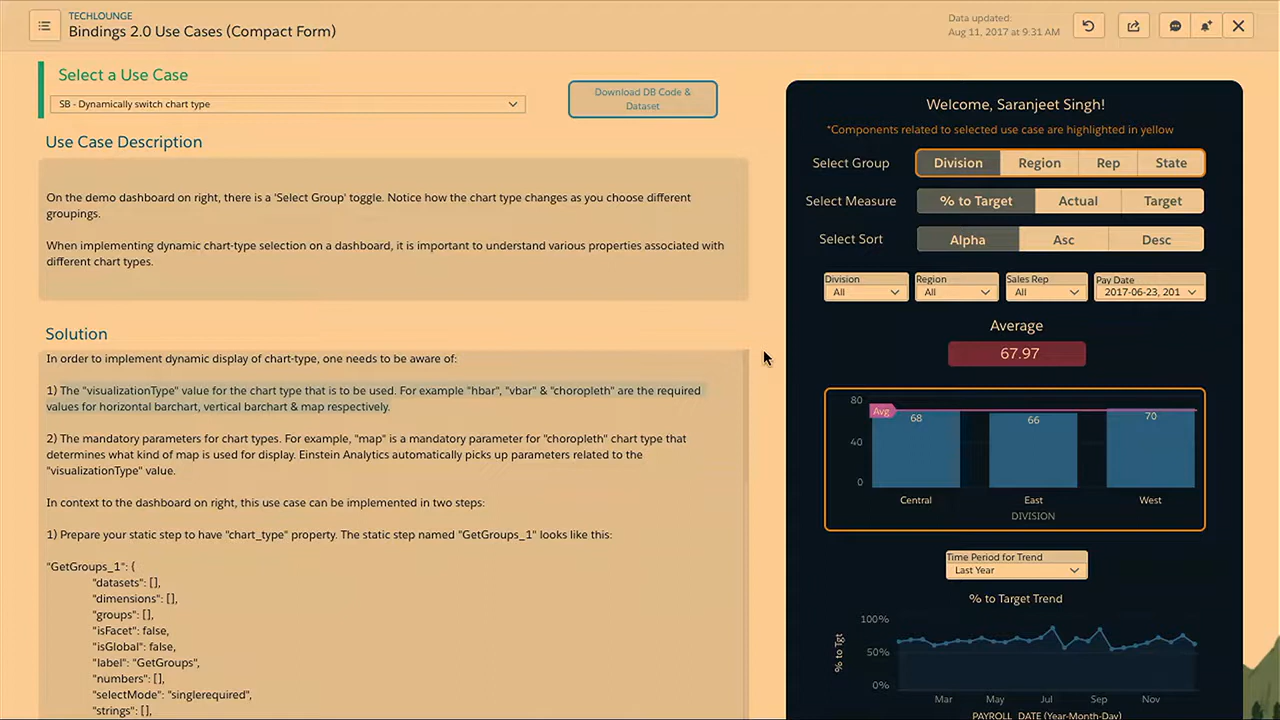 TECHLOUNGE
Bindings 2.0 Use Cases (Compact Form)
Data updated:
Aug 11, 2017 at 9:31 AM
Select a Use Case
SB - Dynamically switch chart type
Download DB Code &
Dataset
Use Case Description
On the demo dashboard on right, there is a 'Select Group' toggle. Notice how the chart type changes as you choose different
groupings.
When implementing dynamic chart-type selection on a dashboard, it is important to understand various properties associated with
different chart types.
Solution
In order to implement dynamic display of chart-type, one needs to be aware of:
1) The "visualizationType" value for the chart type that is to be used. For example "hbar", "vbar" & "choropleth" are the required
values for horizontal barchart, vertical barchart & map respectively.
2) The mandatory parameters for chart types. For example, "map" is a mandatory parameter for "choropleth" chart type that
determines what kind of map is used for display. Einstein Analytics automatically picks up parameters related to the
"visualizationType" value.
In context to the dashboard on right, this use case can be implemented in two steps:
1) Prepare your static step to have "chart_type" property. The static step named "GetGroups_1" looks like this:
"GetGroups_1": {
"datasets": [],
"dimensions": [],
"groups": [],
"isFacet": false,
"isGlobal": false,
"label": "GetGroups",
"numbers": [],
"selectMode": "singlerequired",
"strings": [],
Welcome, Saranjeet Singh!
*Components related to selected use case are highlighted in yellow
Select Group Division Region Rep State
Select Measure % to Target Actual Target
Select Sort Alpha Asc Desc
Division Region Sales Rep Pay Date
All All All 2017-06-23, 201
Average
67.97
80
Avg
68 66 70
40
0
Central East West
DIVISION
Time Period for Trend
Last Year
% to Target Trend
100%
50%
0%
% to Tgt
Mar May Jul Sep Nov
PAYROLL_DATE (Year-Month-Day)